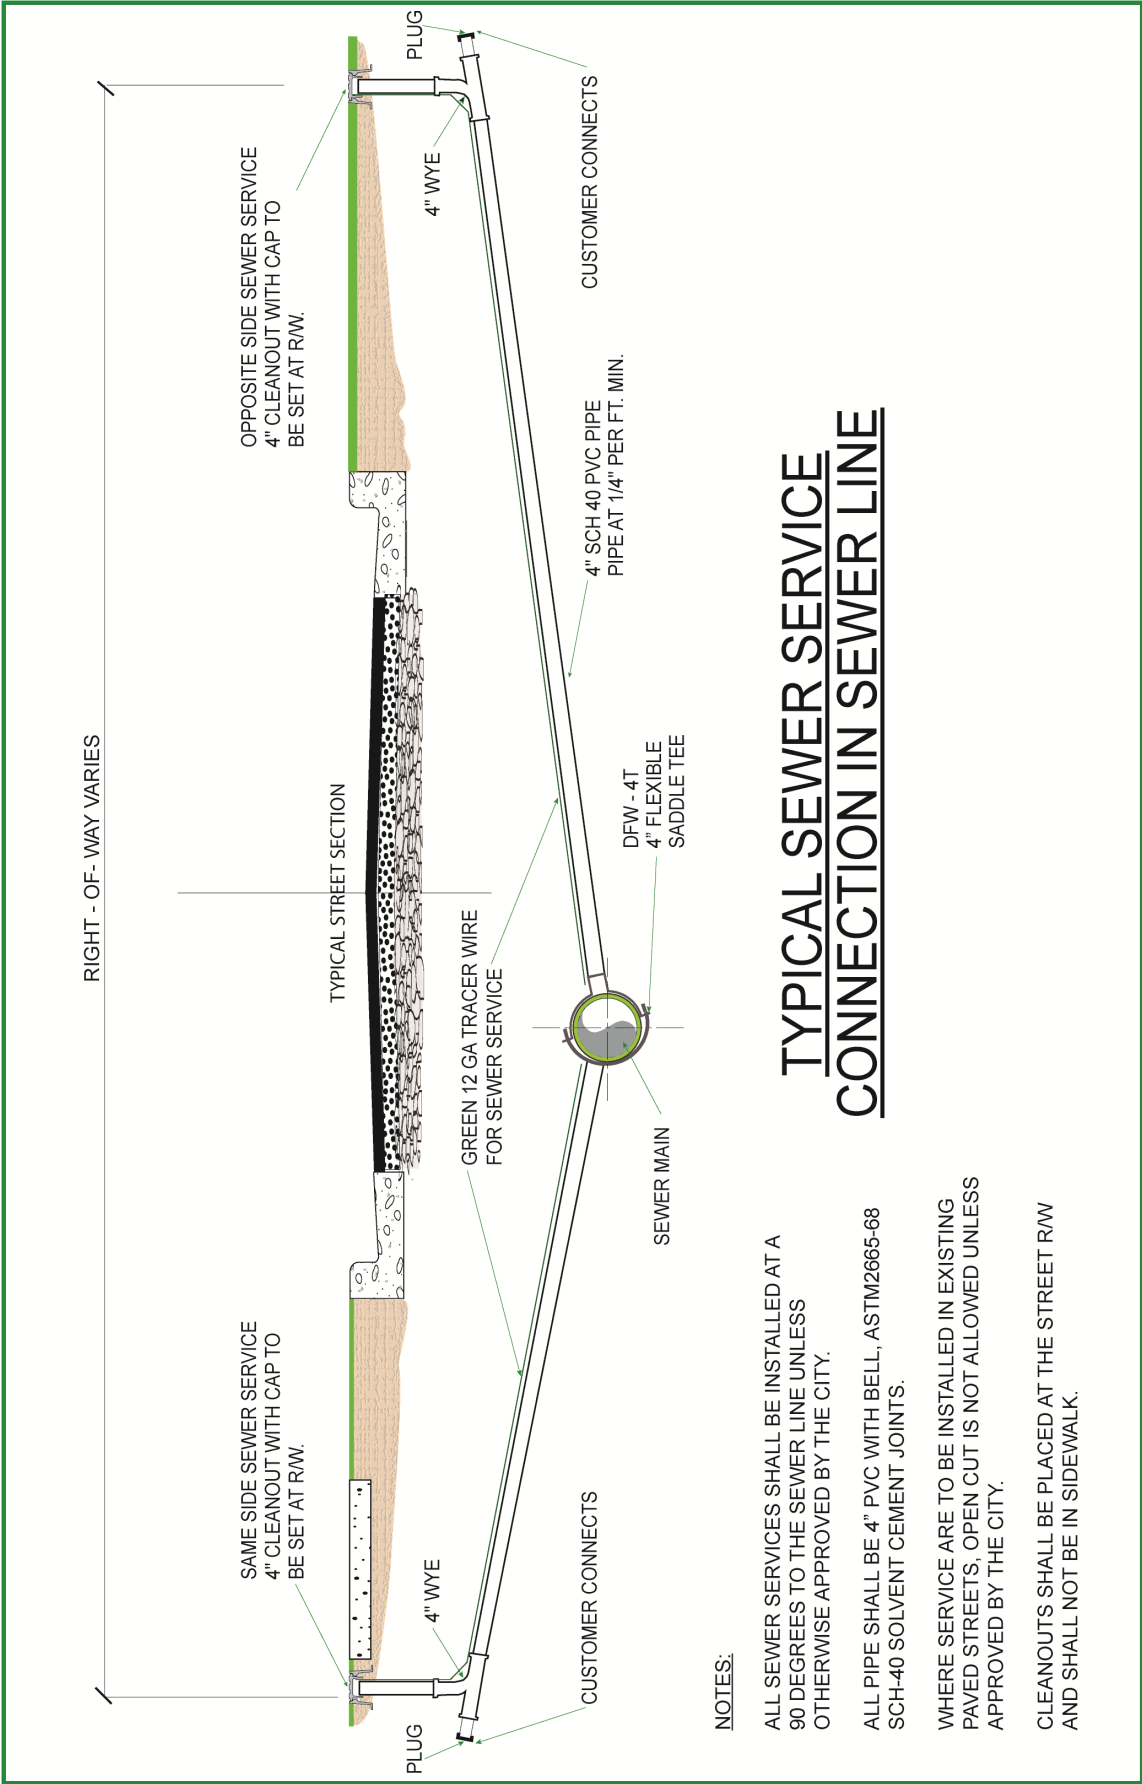 RIGHT - OF- WAY VARIES
SAME SIDE SEWER SERVICE
4" CLEANOUT WITH CAP TO
BE SET AT R/W.
OPPOSITE SIDE SEWER SERVICE
4" CLEANOUT WITH CAP TO
BE SET AT R/W.
TYPICAL STREET SECTION
PLUG
4" WYE
4" WYE
PLUG
GREEN 12 GA TRACER WIRE
FOR SEWER SERVICE
CUSTOMER CONNECTS
CUSTOMER CONNECTS
4" SCH 40 PVC PIPE
PIPE AT 1/4" PER FT. MIN.
DFW - 4T
4” FLEXIBLE
SADDLE TEE
SEWER MAIN
NOTES:
ALL SEWER SERVICES SHALL BE INSTALLED AT A
90 DEGREES TO THE SEWER LINE UNLESS
OTHERWISE APPROVED BY THE CITY.
ALL PIPE SHALL BE 4” PVC WITH BELL, ASTM2665-68
SCH-40 SOLVENT CEMENT JOINTS.
WHERE SERVICE ARE TO BE INSTALLED IN EXISTING
PAVED STREETS, OPEN CUT IS NOT ALLOWED UNLESS
APPROVED BY THE CITY.
CLEANOUTS SHALL BE PLACED AT THE STREET R/W
AND SHALL NOT BE IN SIDEWALK.
TYPICAL SEWER SERVICE
CONNECTION IN SEWER LINE